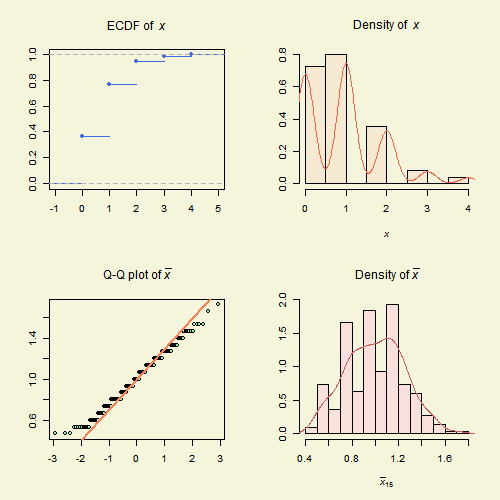 ECDF of x
0.0 0.2 0.4 0.6 0.8 1.0
-1 0 1 2 3 4 5
Density of x
0.0 0.2 0.4 0.6 0.8
0 1 2 3 4
x
Q-Q plot of x̅
0.6 1.0 1.4
-3 -2 -1 0 1 2 3
Density of x̅
0.0 0.5 1.0 1.5 2.0
0.4 0.8 1.2 1.6
x̅15